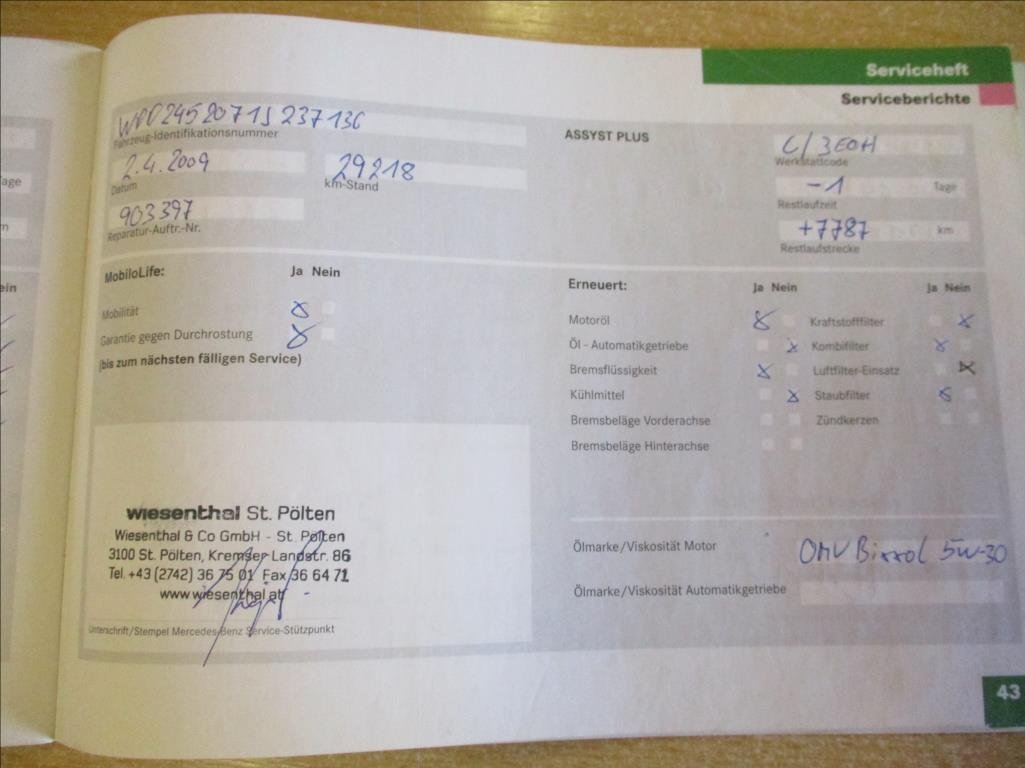 Serviceheft
Serviceberichte
WDD2452071J237136
Fahrzeug-Identifikationsnummer
2.4.2009
Datum
29218
km-Stand
903397
Reparatur-Auftr.-Nr.
ASSYST PLUS
C/3EOH
Werkstattcode
-1 Tage
Restlaufzeit
+7787 km
Restlaufstrecke
MobiloLife: Ja Nein
Mobilität
Garantie gegen Durchrostung
(bis zum nächsten fälligen Service)
Erneuert: Ja Nein Ja Nein
Motoröl Kraftstofffilter
Öl - Automatikgetriebe Kombifilter
Bremsflüssigkeit Luftfilter-Einsatz
Kühlmittel Staubfilter
Bremsbeläge Vorderachse Zündkerzen
Bremsbeläge Hinterachse
wiesenthal St. Pölten
Wiesenthal & Co GmbH - St. Pölten
3100 St. Pölten, Kremser Landstr. 86
Tel. +43 (2742) 36 75 01 Fax 36 64 71
www.wiesenthal.at
Unterschrift/Stempel Mercedes-Benz Service-Stützpunkt
Ölmarke/Viskosität Motor OMV Bixxol 5W-30
Ölmarke/Viskosität Automatikgetriebe
43